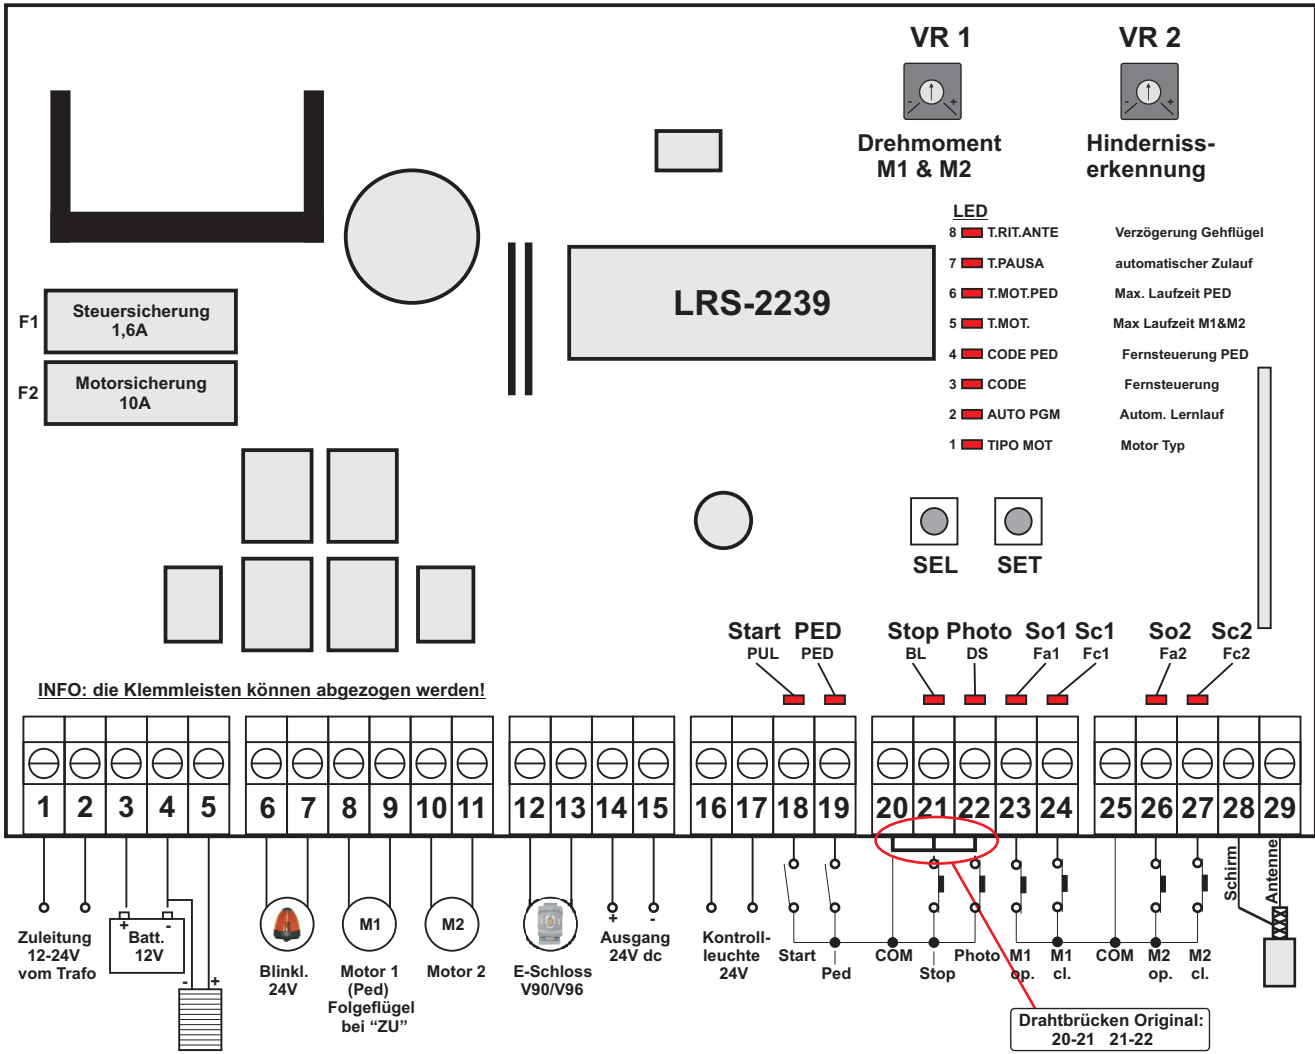 VR 1
VR 2
Drehmoment
M1 & M2
Hinderniss-
erkennung
LED
8 T.RIT.ANTE Verzögerung Gehflügel
7 T.PAUSA automatischer Zulauf
6 T.MOT.PED Max. Laufzeit PED
5 T.MOT. Max Laufzeit M1&M2
4 CODE PED Fernsteuerung PED
3 CODE Fernsteuerung
2 AUTO PGM Autom. Lernlauf
1 TIPO MOT Motor Typ
LRS-2239
F1 Steuersicherung
1,6A
F2 Motorsicherung
10A
SEL SET
Start PED Stop Photo So1 Sc1 So2 Sc2
PUL PED BL DS Fa1 Fc1 Fa2 Fc2
INFO: die Klemmleisten können abgezogen werden!
1 2 3 4 5 6 7 8 9 10 11 12 13 14 15 16 17 18 19 20 21 22 23 24 25 26 27 28 29
Zuleitung
12-24V
vom Trafo
+ -
Batt.
12V
- +
Blinkl.
24V
M1
Motor 1
(Ped)
Folgeflügel
bei “ZU”
M2
Motor 2
E-Schloss
V90/V96
+ -
Ausgang
24V dc
Kontroll-
leuchte
24V
Start
Ped
COM
Stop
Photo
M1
op.
M1
cl.
COM
M2
op.
M2
cl.
Schirm
Antenne
Drahtbrücken Original:
20-21 21-22
- +
- +